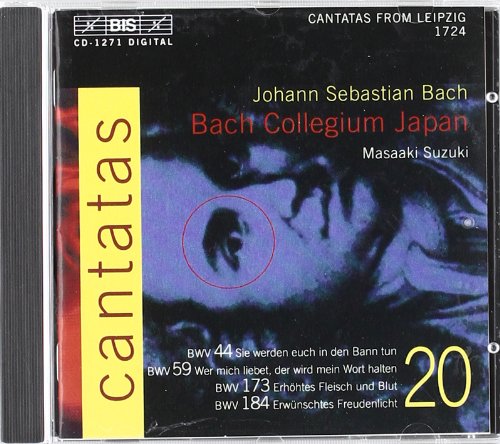 BIS
CD-1271 DIGITAL
CANTATAS FROM LEIPZIG
1724
Johann Sebastian Bach
Bach Collegium Japan
Masaaki Suzuki
cantatas
BWV 44 Sie werden euch in den Bann tun
BWV 59 Wer mich liebet, der wird mein Wort halten
BWV 173 Erhöhtes Fleisch und Blut
BWV 184 Erwünschtes Freudenlicht
20